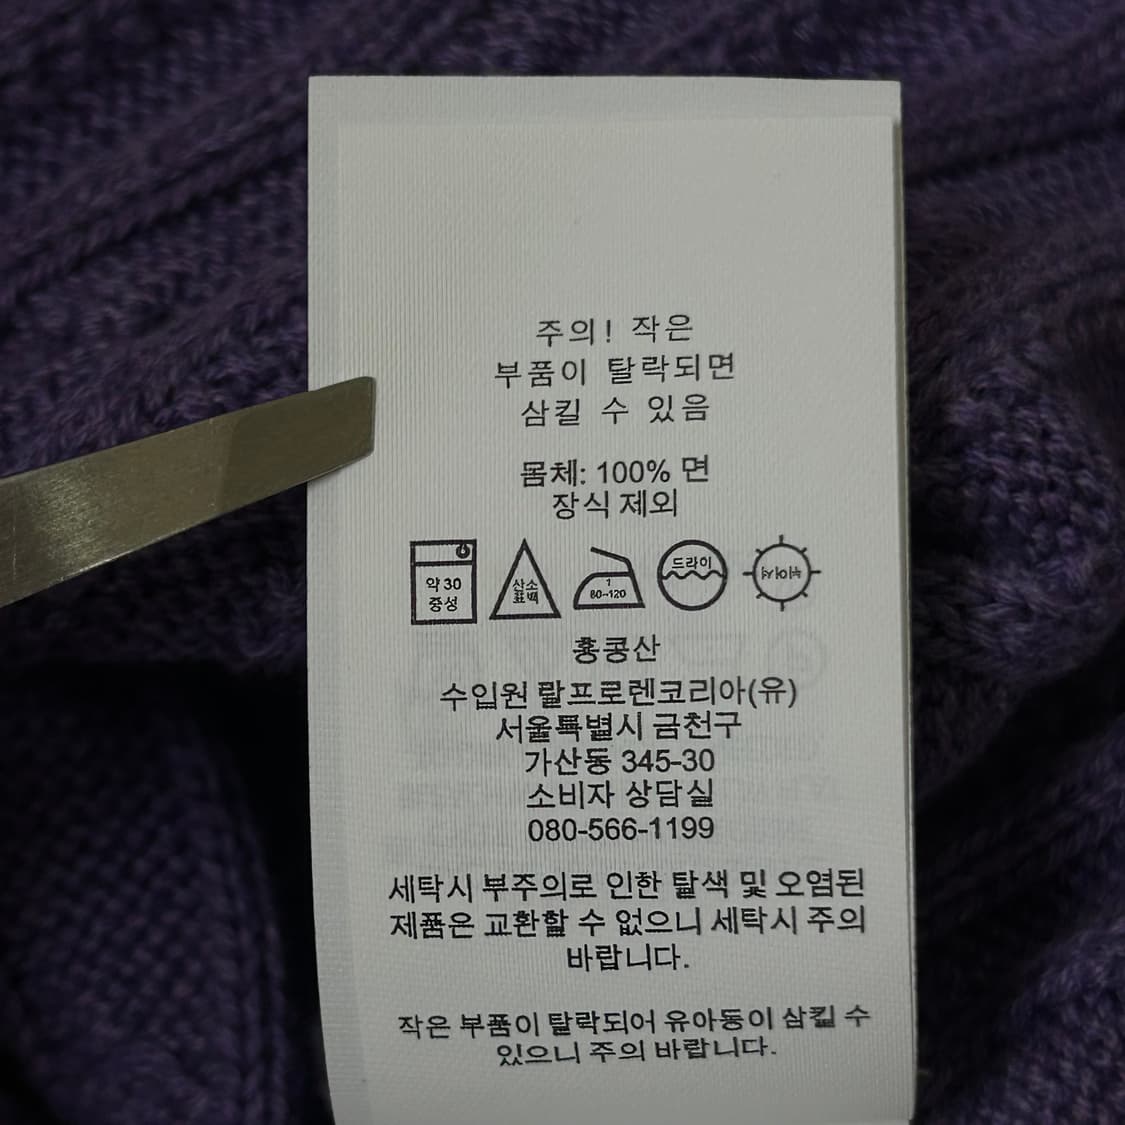 주의! 작은
부품이 탈락되면
삼킬 수 있음
몸체: 100% 면
장식 제외
약 30
중성
산소
표백
1
80~120
드라이
뉘어서
홍콩산
수입원 랄프로렌코리아(유)
서울특별시 금천구
가산동 345-30
소비자 상담실
080-566-1199
세탁시 부주의로 인한 탈색 및 오염된
제품은 교환할 수 없으니 세탁시 주의
바랍니다.
작은 부품이 탈락되어 유아동이 삼킬 수
있으니 주의 바랍니다.